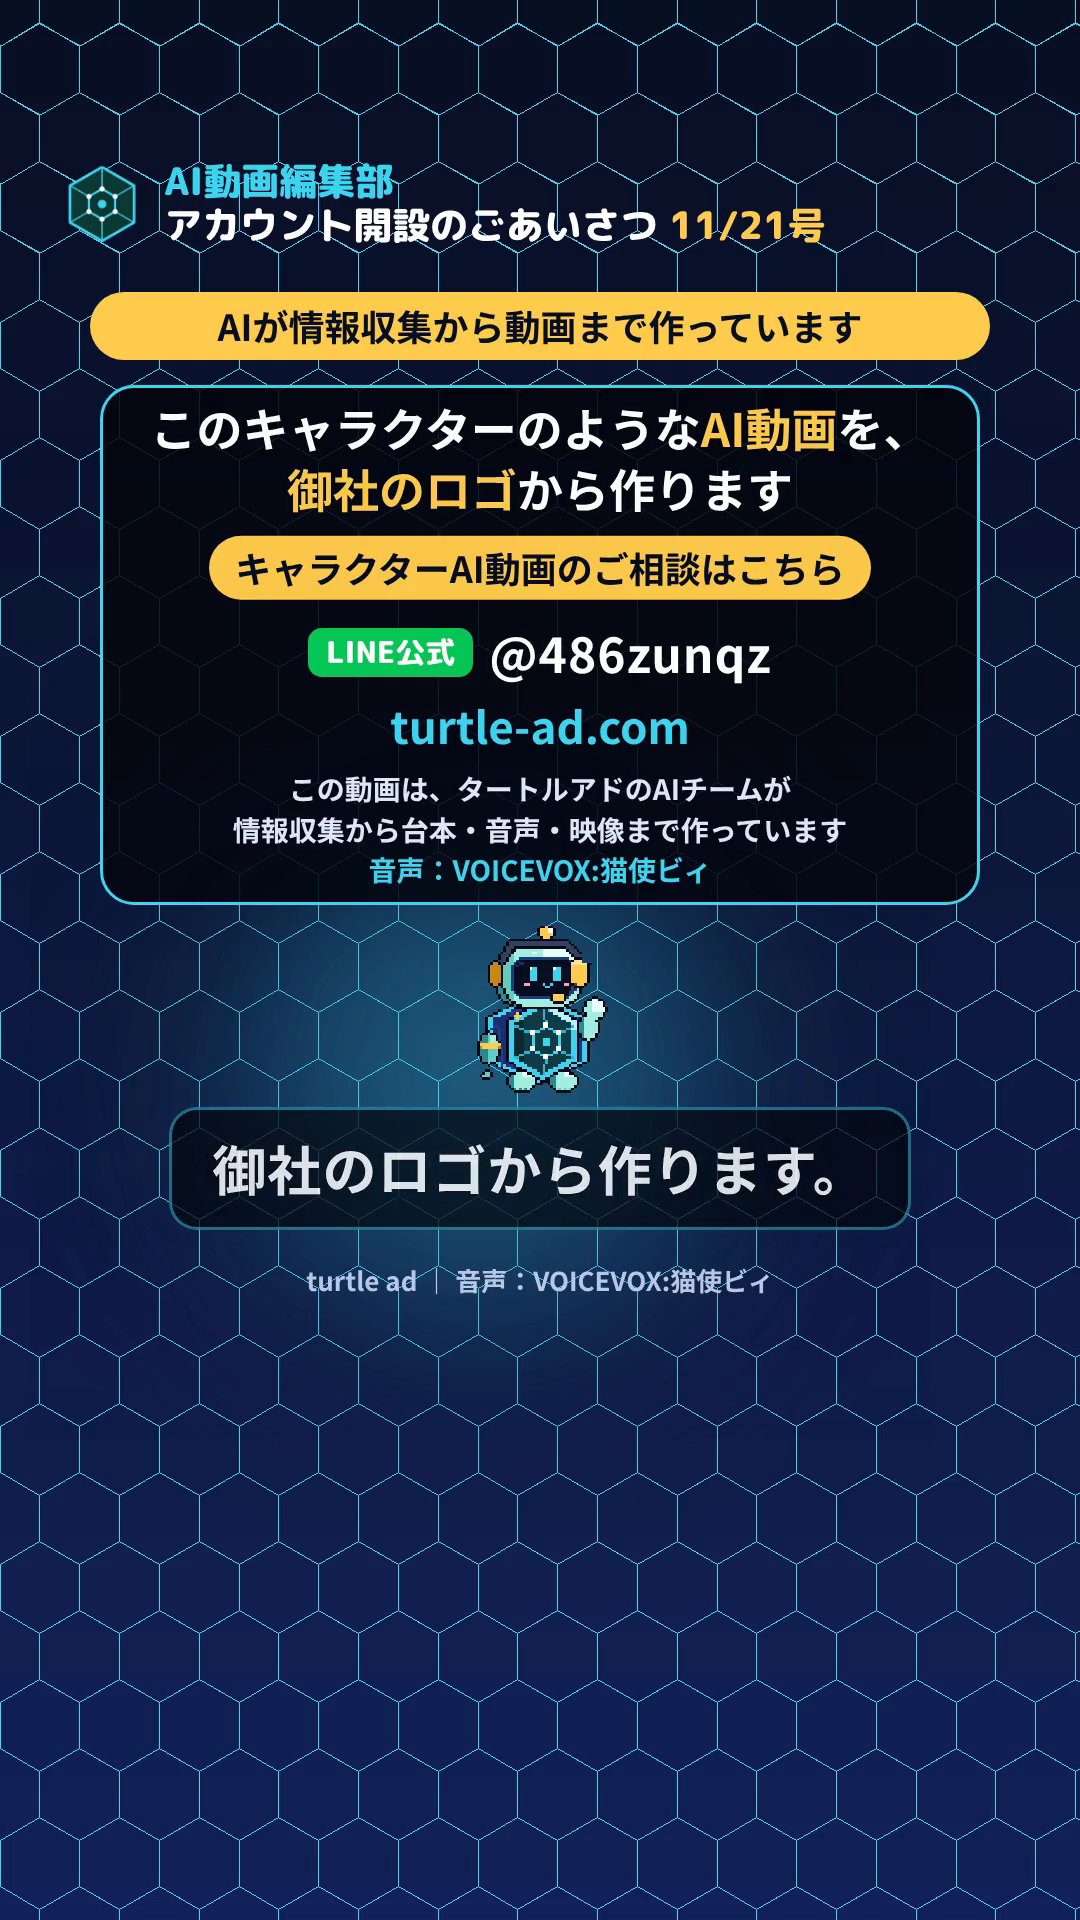 AI動画編集部
アカウント開設のごあいさつ 11/21号
AIが情報収集から動画まで作っています
このキャラクターのようなAI動画を、
御社のロゴから作ります
キャラクターAI動画のご相談はこちら
LINE公式 @486zunqz
turtle-ad.com
この動画は、タートルアドのAIチームが
情報収集から台本・音声・映像まで作っています
音声：VOICEVOX:猫使ビィ
御社のロゴから作ります。
turtle ad ｜ 音声：VOICEVOX:猫使ビィ